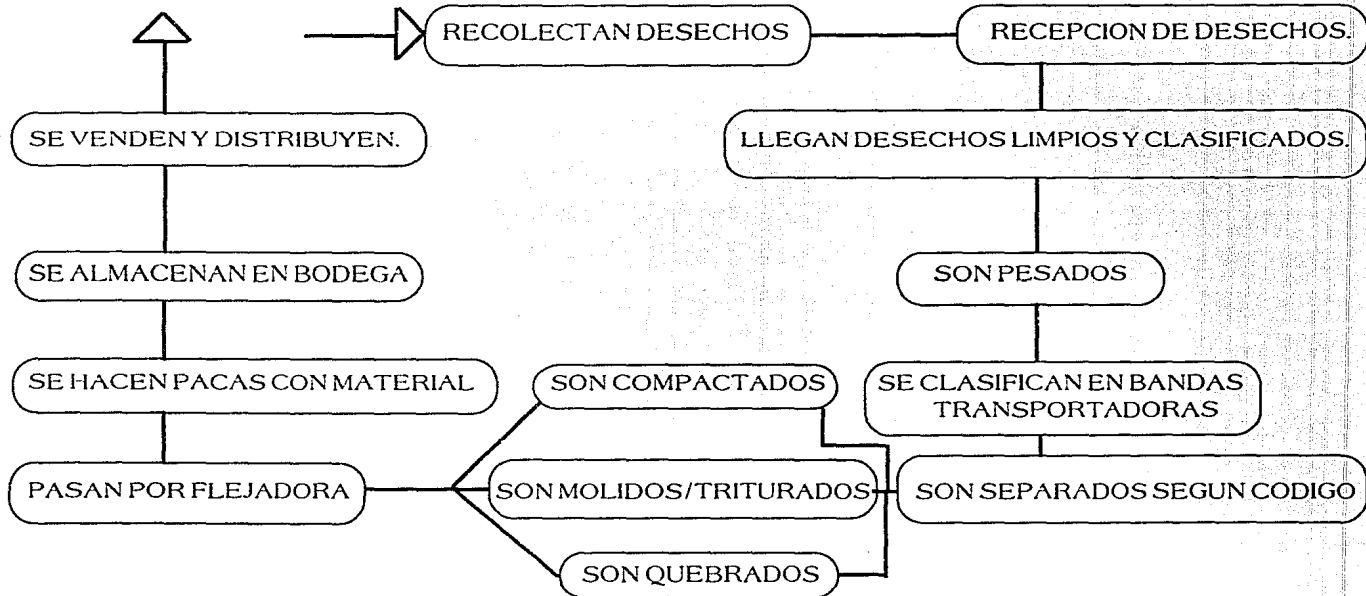 RECOLECTAN DESECHOS
RECEPCION DE DESECHOS.
LLEGAN DESECHOS LIMPIOS Y CLASIFICADOS.
SON PESADOS
SE CLASIFICAN EN BANDAS
TRANSPORTADORAS
SON SEPARADOS SEGUN CODIGO
SON COMPACTADOS
SON MOLIDOS/TRITURADOS
SON QUEBRADOS
PASAN POR FLEJADORA
SE HACEN PACAS CON MATERIAL
SE ALMACENAN EN BODEGA
SE VENDEN Y DISTRIBUYEN.